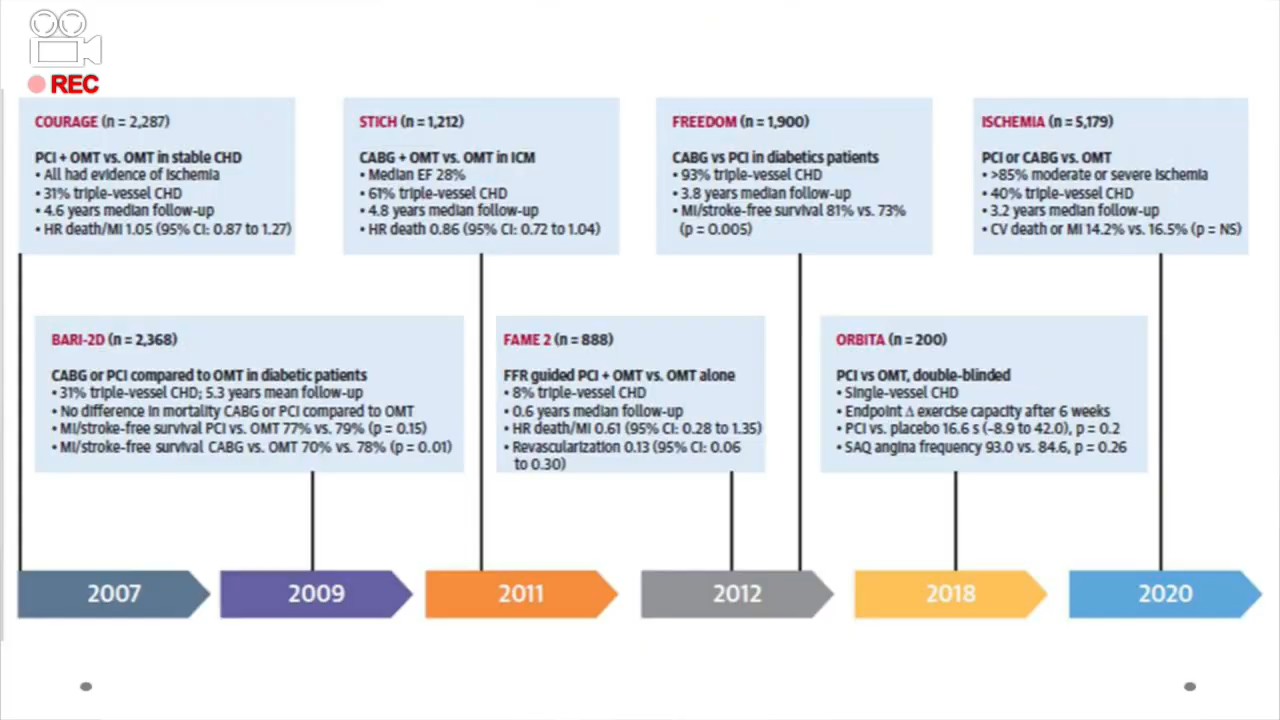 REC
COURAGE (n = 2,287)
PCI + OMT vs. OMT in stable CHD
• All had evidence of ischemia
• 31% triple-vessel CHD
• 4.6 years median follow-up
• HR death/MI 1.05 (95% CI: 0.87 to 1.27)
STICH (n = 1,212)
CABG + OMT vs. OMT in ICM
• Median EF 28%
• 61% triple-vessel CHD
• 4.8 years median follow-up
• HR death 0.86 (95% CI: 0.72 to 1.04)
FREEDOM (n = 1,900)
CABG vs PCI in diabetics patients
• 93% triple-vessel CHD
• 3.8 years median follow-up
• MI/stroke-free survival 81% vs. 73%
(p = 0.005)
ISCHEMIA (n = 5,179)
PCI or CABG vs. OMT
• >85% moderate or severe ischemia
• 40% triple-vessel CHD
• 3.2 years median follow-up
• CV death or MI 14.2% vs. 16.5% (p = NS)
BARI-2D (n = 2,368)
CABG or PCI compared to OMT in diabetic patients
• 31% triple-vessel CHD; 5.3 years mean follow-up
• No difference in mortality CABG or PCI compared to OMT
• MI/stroke-free survival PCI vs. OMT 77% vs. 79% (p = 0.15)
• MI/stroke-free survival CABG vs. OMT 70% vs. 78% (p = 0.01)
FAME 2 (n = 888)
FFR guided PCI + OMT vs. OMT alone
• 8% triple-vessel CHD
• 0.6 years median follow-up
• HR death/MI 0.61 (95% CI: 0.28 to 1.35)
• Revascularization 0.13 (95% CI: 0.06
to 0.30)
ORBITA (n = 200)
PCI vs OMT, double-blinded
• Single-vessel CHD
• Endpoint Δ exercise capacity after 6 weeks
• PCI vs. placebo 16.6 s (–8.9 to 42.0), p = 0.2
• SAQ angina frequency 93.0 vs. 84.6, p = 0.26
2007
2009
2011
2012
2018
2020